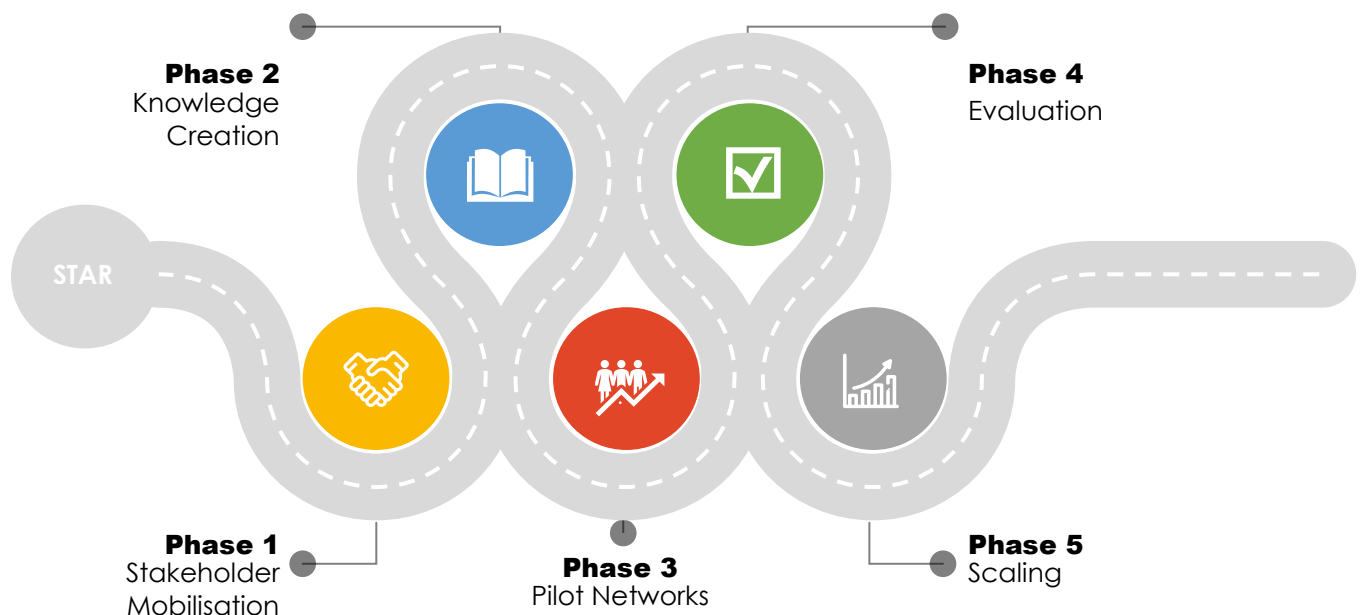 Phase 2
Knowledge
Creation
Phase 4
Evaluation
STAR
Phase 1
Stakeholder
Mobilisation
Phase 3
Pilot Networks
Phase 5
Scaling